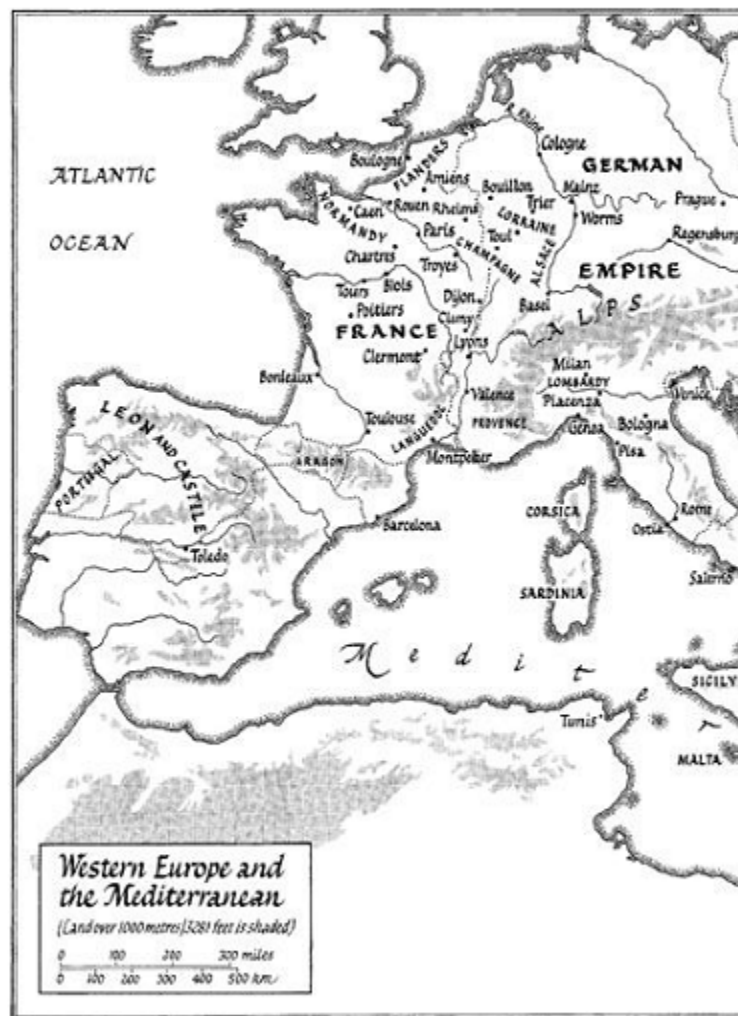 ATLANTIC
OCEAN
Boulogne
FLANDERS
R. Rhine
Cologne
GERMAN
Amiens
Bouillon
Trier
Mainz
Prague
NORMANDY
Caen
Rouen
Rheims
LORRAINE
Worms
Paris
Toul
ALSACE
Regensburg
Chartres
CHAMPAGNE
Troyes
EMPIRE
Tours
Blois
Dijon
Basel
Poitiers
Cluny
ALPS
FRANCE
Lyons
Clermont
Milan
LOMBARDY
Venice
Bordeaux
Valence
Piacenza
LEON AND CASTILE
Toulouse
LANGUEDOC
PROVENCE
Genoa
Bologna
PORTUGAL
ARAGON
Montpelier
Pisa
Barcelona
CORSICA
Rome
Ostia
Toledo
SARDINIA
Salerno
Mediter
SICILY
Tunis
MALTA
Western Europe and
the Mediterranean
(Land over 1000 metres/3281 feet is shaded)
0 100 200 300 miles
0 100 200 300 400 500 km